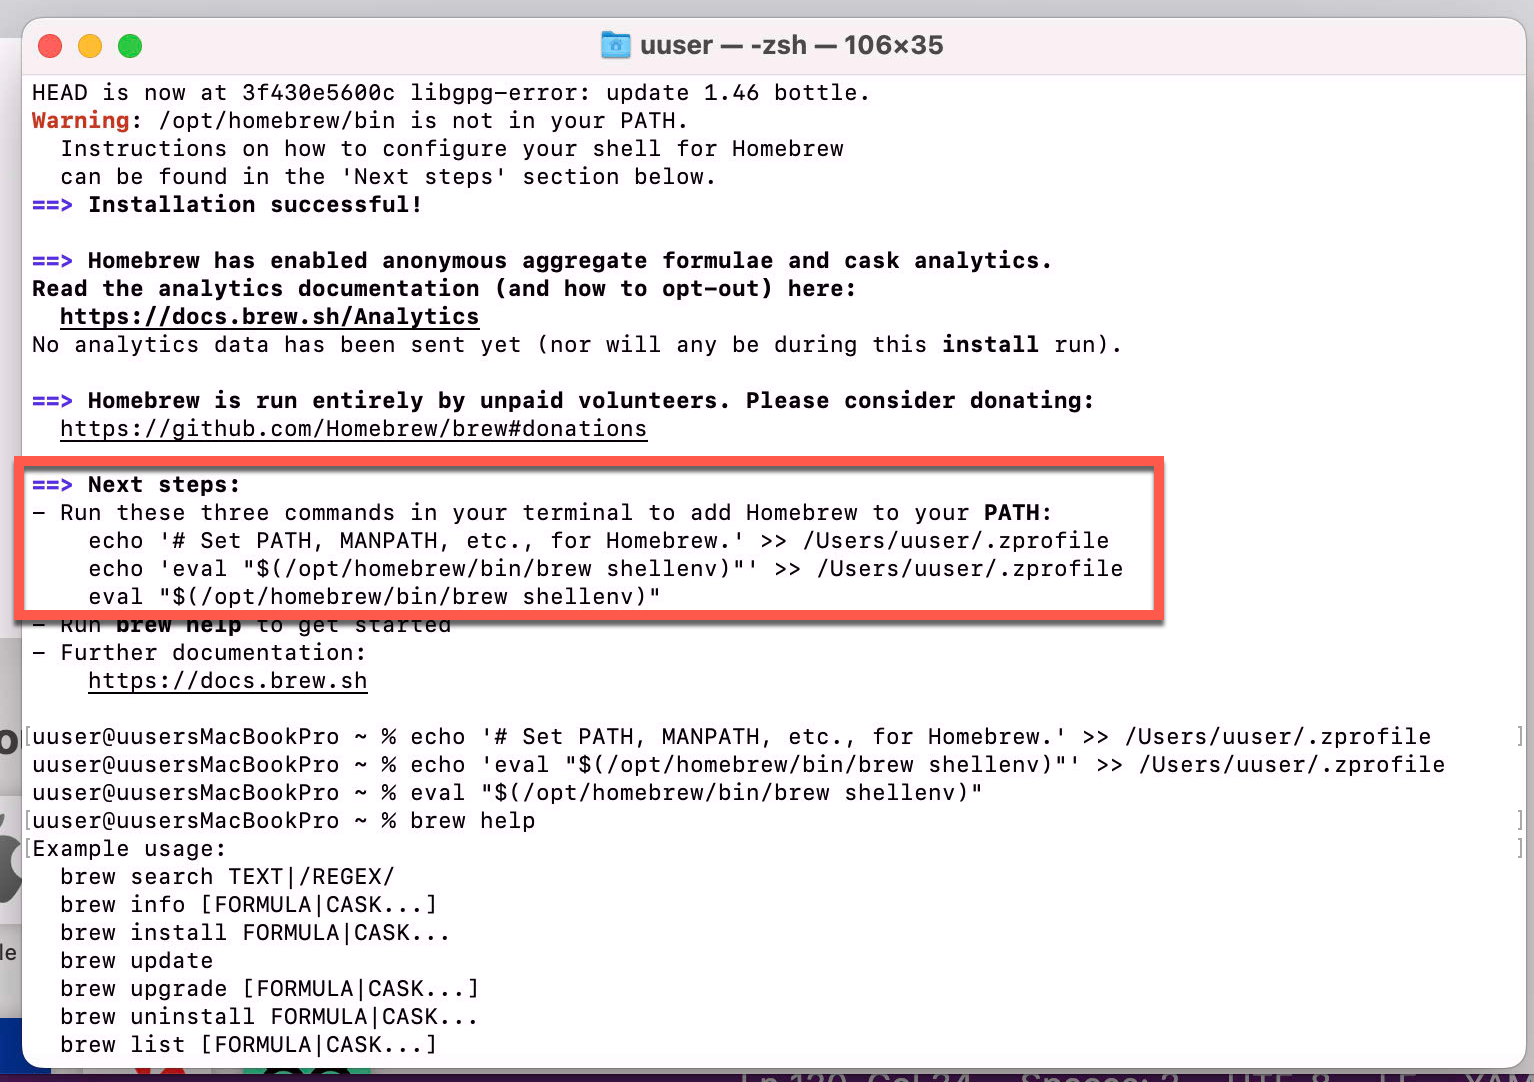 uuser — -zsh — 106×35
HEAD is now at 3f430e5600c libgpg-error: update 1.46 bottle.
Warning: /opt/homebrew/bin is not in your PATH.
  Instructions on how to configure your shell for Homebrew
  can be found in the 'Next steps' section below.
==> Installation successful!

==> Homebrew has enabled anonymous aggregate formulae and cask analytics.
Read the analytics documentation (and how to opt-out) here:
  https://docs.brew.sh/Analytics
No analytics data has been sent yet (nor will any be during this install run).

==> Homebrew is run entirely by unpaid volunteers. Please consider donating:
  https://github.com/Homebrew/brew#donations

==> Next steps:
- Run these three commands in your terminal to add Homebrew to your PATH:
    echo '# Set PATH, MANPATH, etc., for Homebrew.' >> /Users/uuser/.zprofile
    echo 'eval "$(/opt/homebrew/bin/brew shellenv)"' >> /Users/uuser/.zprofile
    eval "$(/opt/homebrew/bin/brew shellenv)"
- Run brew help to get started
- Further documentation:
    https://docs.brew.sh

[uuser@uusersMacBookPro ~ % echo '# Set PATH, MANPATH, etc., for Homebrew.' >> /Users/uuser/.zprofile ]
uuser@uusersMacBookPro ~ % echo 'eval "$(/opt/homebrew/bin/brew shellenv)"' >> /Users/uuser/.zprofile
uuser@uusersMacBookPro ~ % eval "$(/opt/homebrew/bin/brew shellenv)"
[uuser@uusersMacBookPro ~ % brew help ]
[Example usage: ]
  brew search TEXT|/REGEX/
  brew info [FORMULA|CASK...]
  brew install FORMULA|CASK...
  brew update
  brew upgrade [FORMULA|CASK...]
  brew uninstall FORMULA|CASK...
  brew list [FORMULA|CASK...]